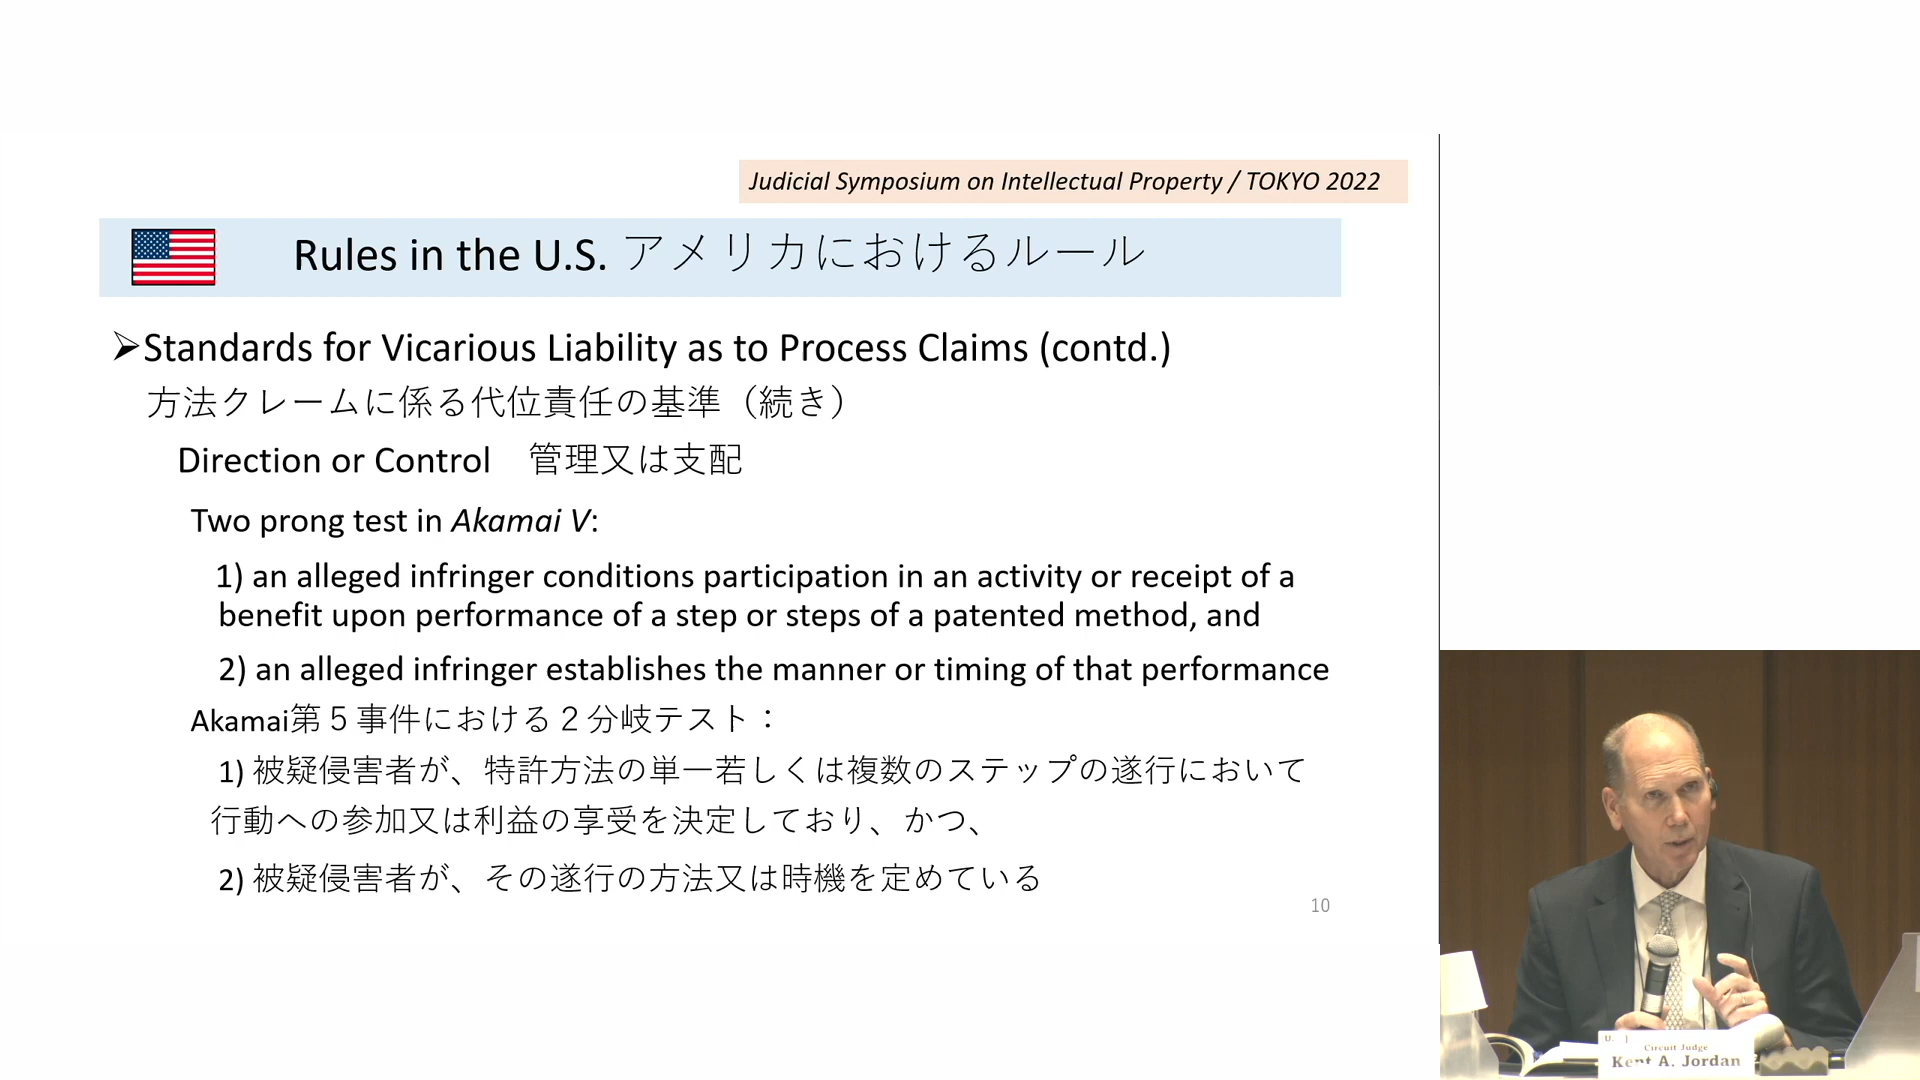 Judicial Symposium on Intellectual Property / TOKYO 2022
Rules in the U.S. アメリカにおけるルール
➢Standards for Vicarious Liability as to Process Claims (contd.)
方法クレームに係る代位責任の基準（続き）
Direction or Control　管理又は支配
Two prong test in Akamai V:
1) an alleged infringer conditions participation in an activity or receipt of a
benefit upon performance of a step or steps of a patented method, and
2) an alleged infringer establishes the manner or timing of that performance
Akamai第５事件における２分岐テスト：
1) 被疑侵害者が、特許方法の単一若しくは複数のステップの遂行において
行動への参加又は利益の享受を決定しており、かつ、
2) 被疑侵害者が、その遂行の方法又は時機を定めている
10
Circuit Judge
Kent A. Jordan